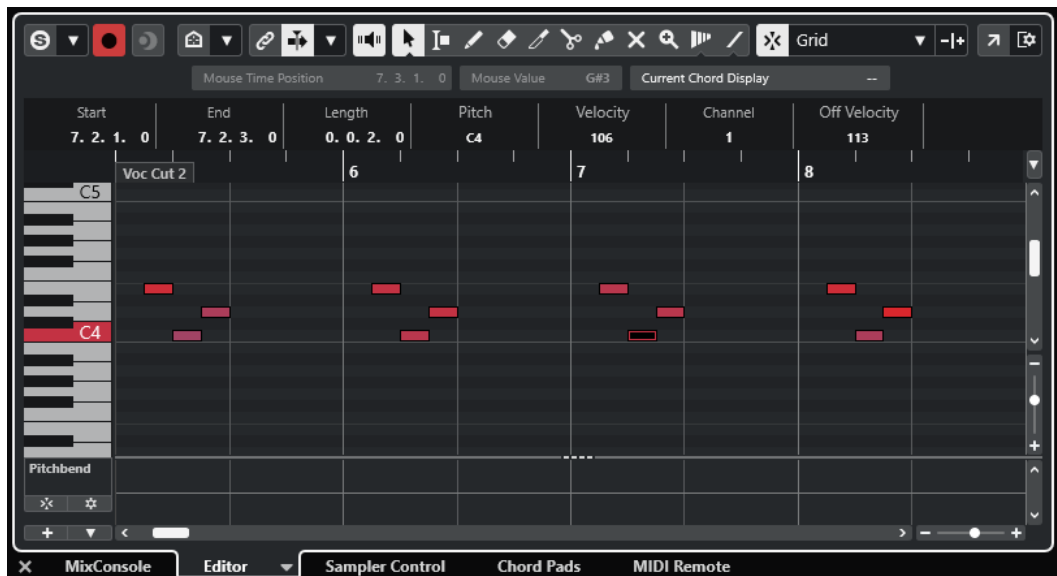 S
Grid
Mouse Time Position 7. 3. 1. 0 Mouse Value G#3 Current Chord Display --
Start End Length Pitch Velocity Channel Off Velocity
7. 2. 1. 0 7. 2. 3. 0 0. 0. 2. 0 C4 106 1 113
Voc Cut 2 6 7 8
C5
C4
Pitchbend
MixConsole Editor Sampler Control Chord Pads MIDI Remote